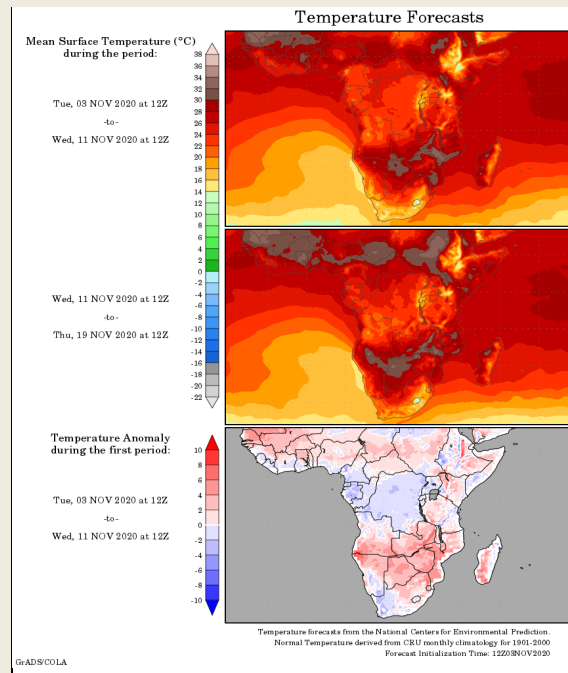 Temperature Forecasts
Mean Surface Temperature (°C)
during the period:
Tue, 03 NOV 2020 at 12Z
-to-
Wed, 11 NOV 2020 at 12Z
38
36
34
32
30
28
26
24
22
20
18
16
14
12
10
8
6
4
2
0
-2
-4
-6
-8
-10
-12
-14
-16
-18
-20
-22
Wed, 11 NOV 2020 at 12Z
-to-
Thu, 19 NOV 2020 at 12Z
Temperature Anomaly
during the first period:
Tue, 03 NOV 2020 at 12Z
-to-
Wed, 11 NOV 2020 at 12Z
10
8
6
4
2
0
-2
-4
-6
-8
-10
Temperature forecasts from the National Centers for Environmental Prediction.
Normal Temperature derived from CRU monthly climatology for 1901-2000
Forecast Initialization Time: 12Z03NOV2020
GrADS/COLA